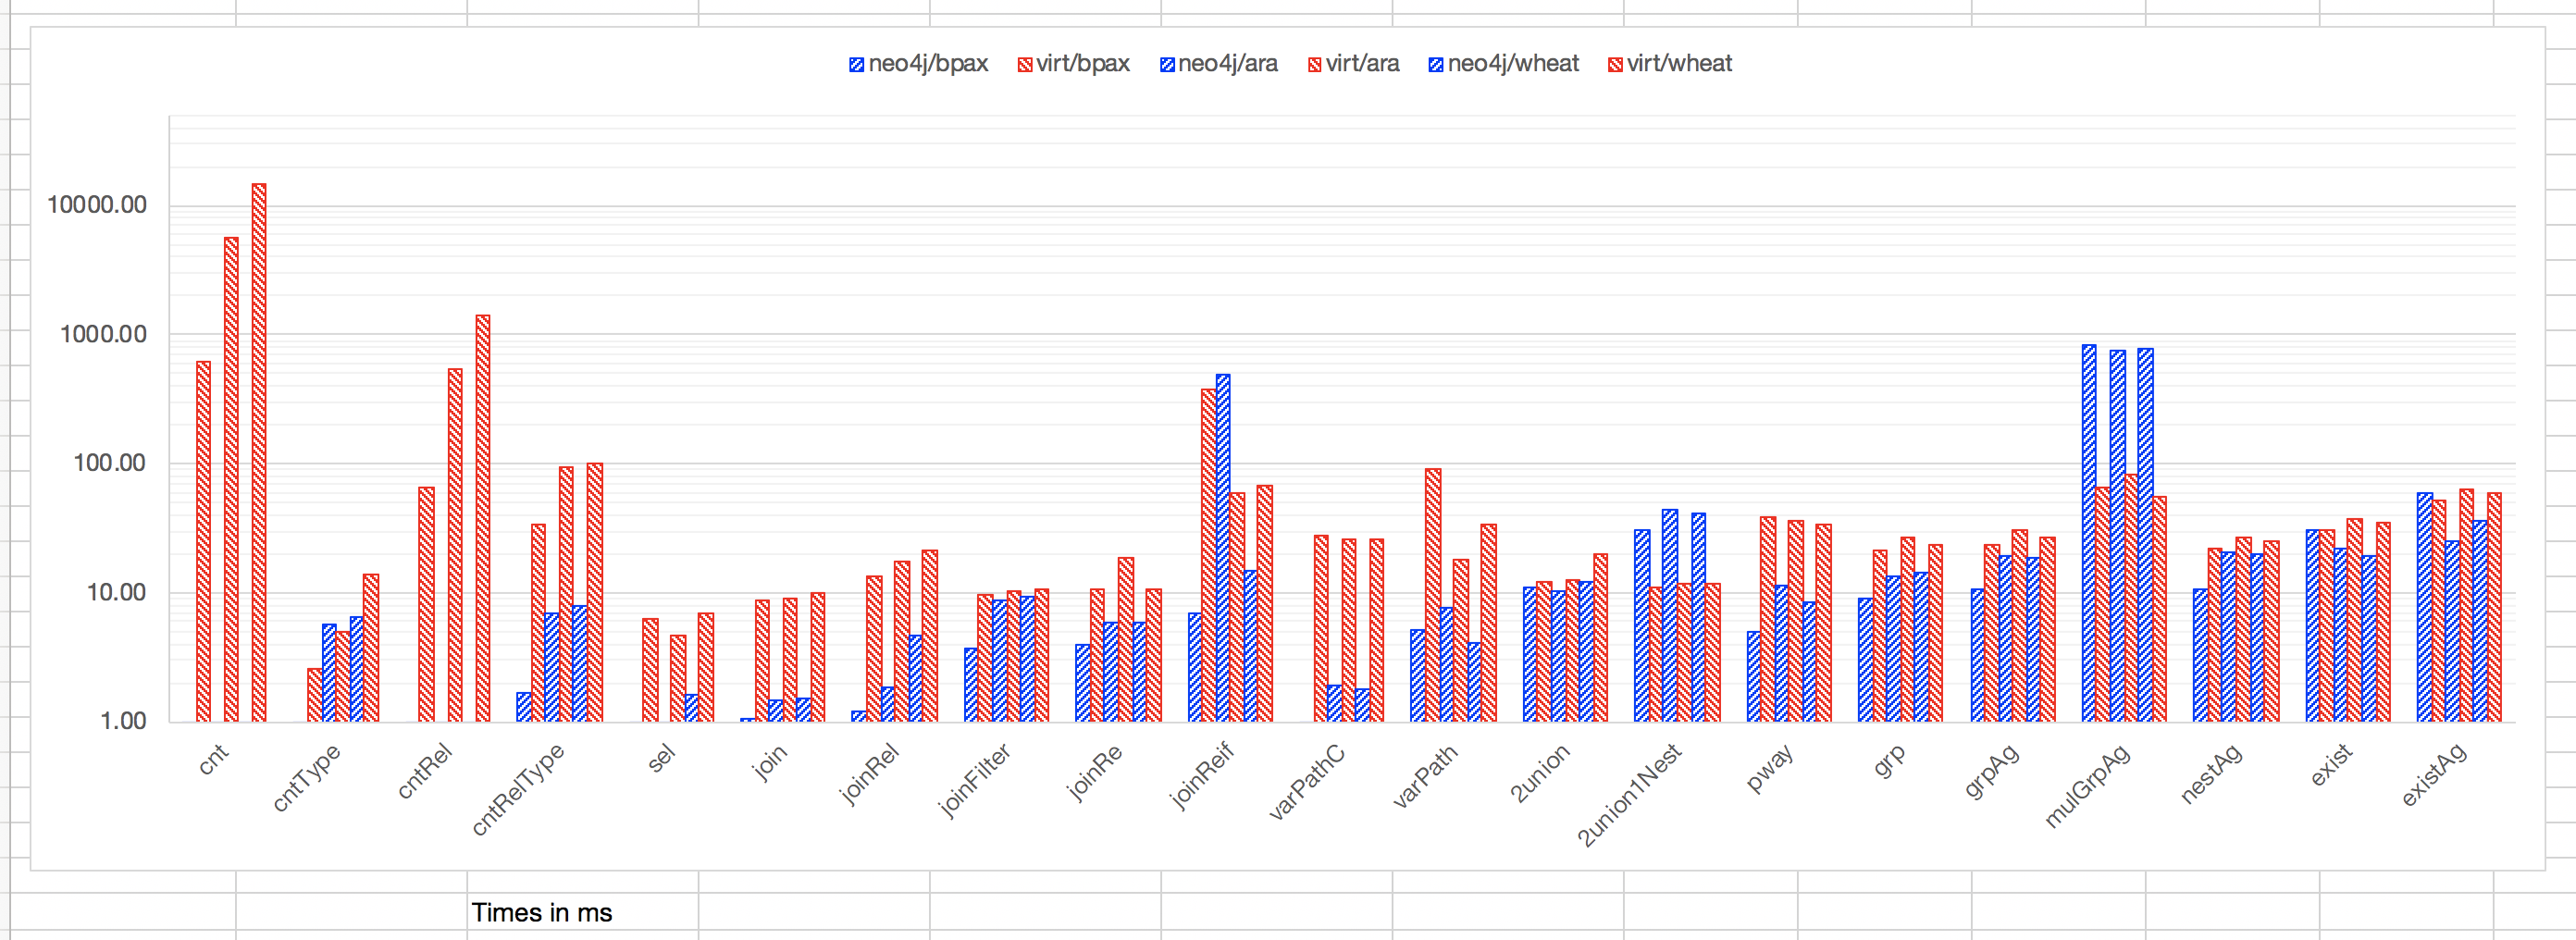 neo4j/bpax virt/bpax neo4j/ara virt/ara neo4j/wheat virt/wheat
10000.00
1000.00
100.00
10.00
1.00
cnt cntType cntRel cntRelType sel join joinRel joinFilter joinRe joinReif varPathC varPath 2union 2union1Nest pway grp grpAg mulGrpAg nestAg exist existAg
Times in ms